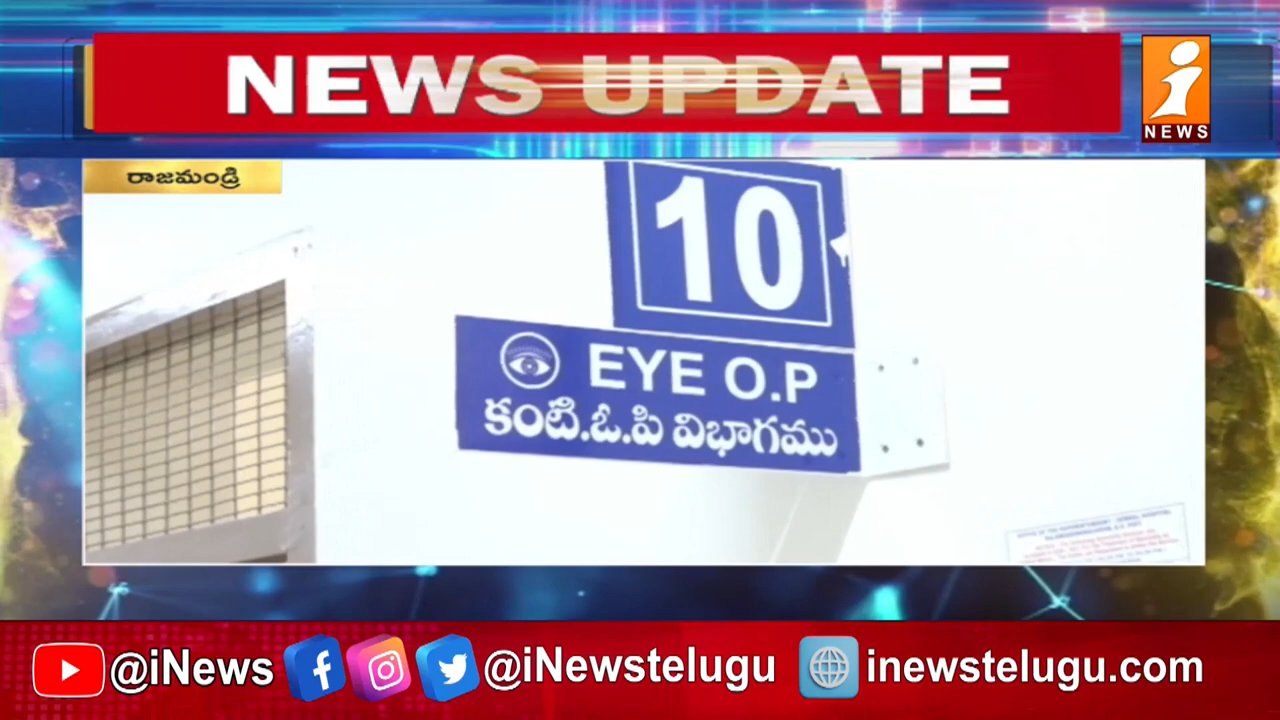 NEWS UPDATE
i
NEWS
రాజమండ్రి
10
EYE O.P
కంటి.ఓ.పి విభాగము
@iNews
@iNewstelugu
inewstelugu.com